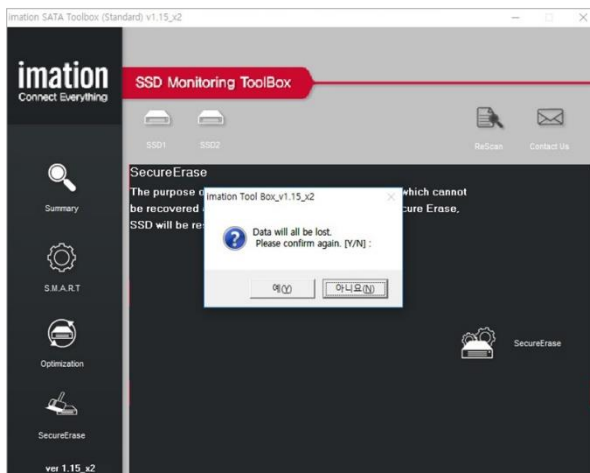 imation SATA Toolbox (Standard) v1.15_x2
imation
Connect Everything
SSD Monitoring ToolBox
SSD1
SSD2
ReScan
Contact Us
SecureErase
The purpose
which cannot
be recovered
cure Erase,
SSD will be re
imation Tool Box_v1.15_x2
Data will all be lost.
Please confirm again. [Y/N] :
예(Y)
아니요(N)
Summary
S.M.A.R.T
Optimization
SecureErase
SecureErase
ver 1.15_x2